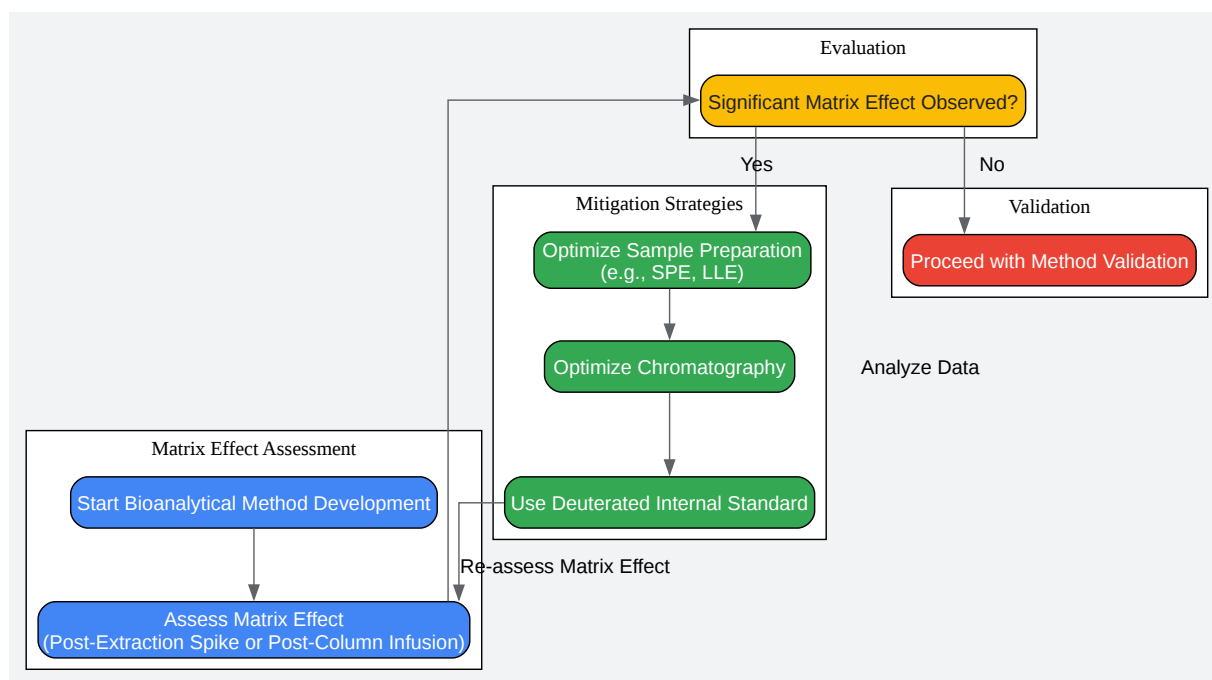 Evaluation
Significant Matrix Effect Observed?
Yes
No
Mitigation Strategies
Optimize Sample Preparation
(e.g., SPE, LLE)
Optimize Chromatography
Use Deuterated Internal Standard
Validation
Proceed with Method Validation
Analyze Data
Matrix Effect Assessment
Start Bioanalytical Method Development
Re-assess Matrix Effect
Assess Matrix Effect
(Post-Extraction Spike or Post-Column Infusion)